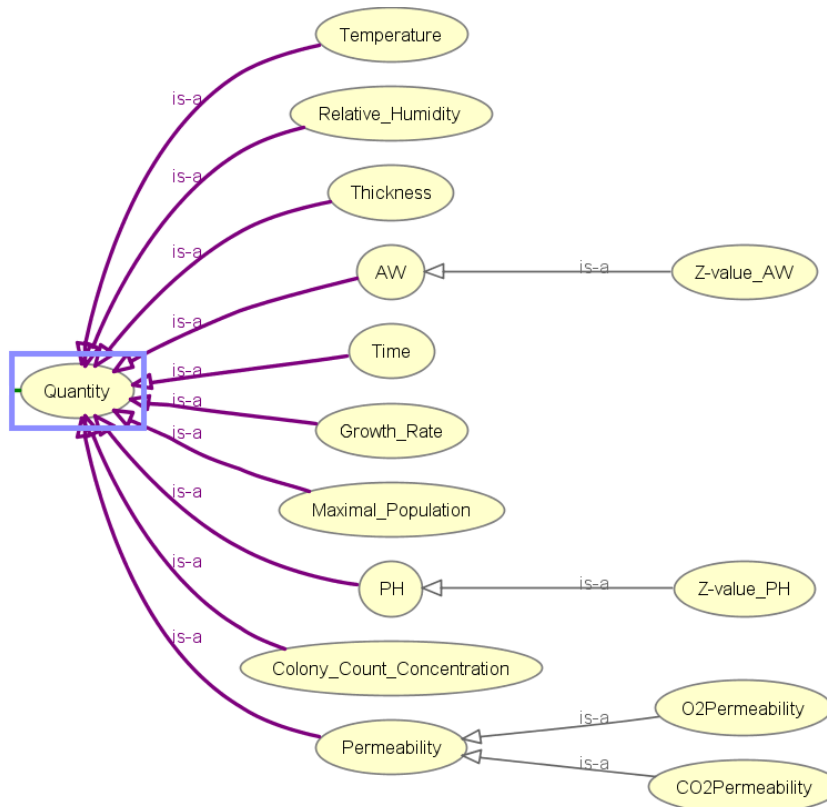 Temperature
is-a
Relative_Humidity
is-a
Thickness
is-a
AW
is-a
Z-value_AW
is-a
Time
is-a
Quantity
is-a
Growth_Rate
is-a
Maximal_Population
is-a
PH
is-a
Z-value_PH
is-a
Colony_Count_Concentration
is-a
Permeability
is-a
O2Permeability
is-a
CO2Permeability